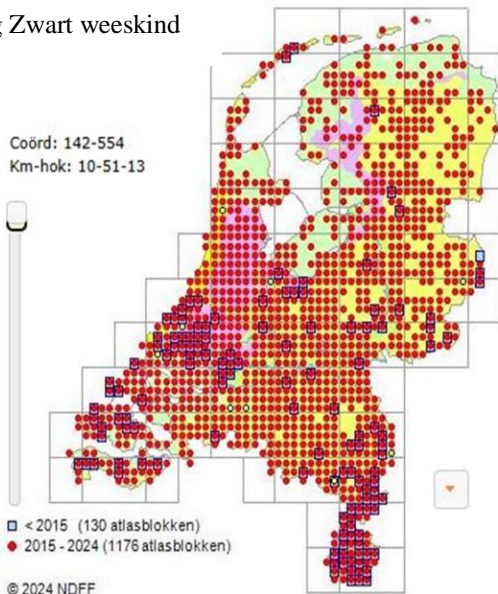 g Zwart weeskind
Coörd: 142-554
Km-hok: 10-51-13
< 2015 (130 atlasblokken)
2015 - 2024 (1176 atlasblokken)
© 2024 NDFF